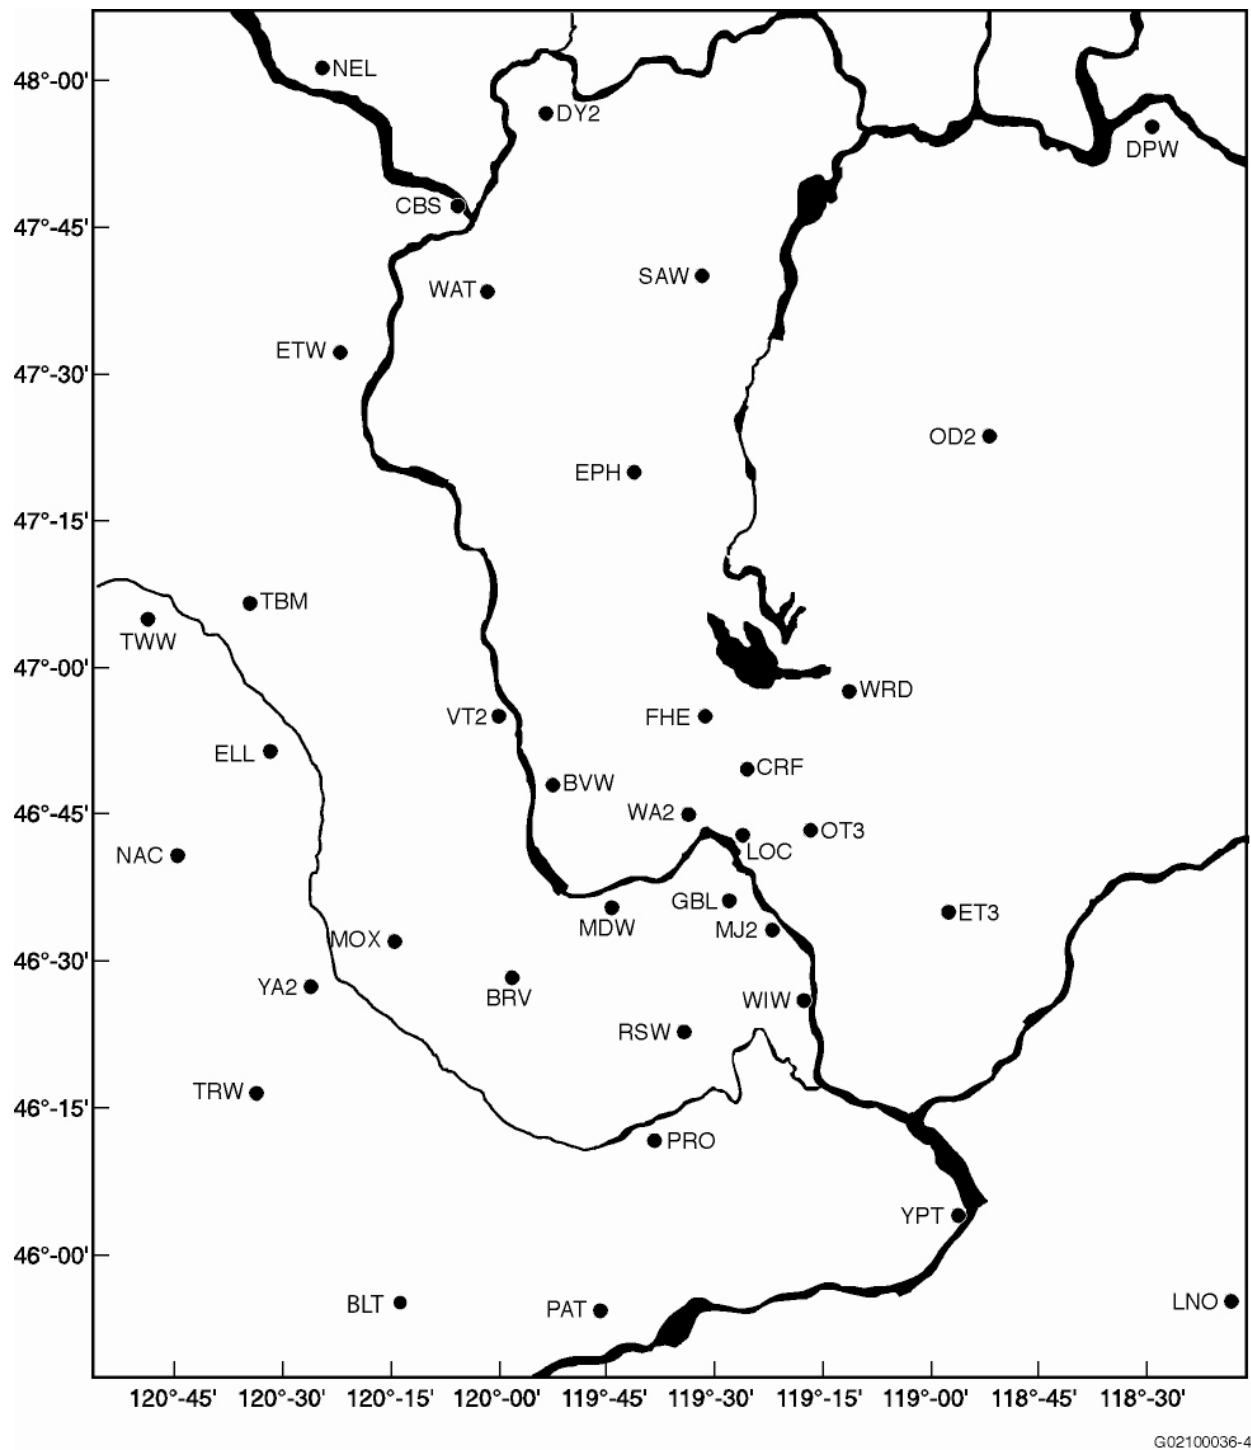 NEL
48°-00'
DY2
DPW
CBS
47°-45'
SAW
WAT
ETW
47°-30'
OD2
EPH
47°-15'
TBM
TWW
47°-00'
WRD
VT2
FHE
ELL
CRF
BVW
46°-45'
WA2
OT3
LOC
NAC
GBL
ET3
MDW
MJ2
MOX
46°-30'
YA2
BRV
WIW
RSW
TRW
46°-15'
PRO
YPT
46°-00'
BLT
PAT
LNO
120°-45' 120°-30' 120°-15' 120°-00' 119°-45' 119°-30' 119°-15' 119°-00' 118°-45' 118°-30'
G02100036-4